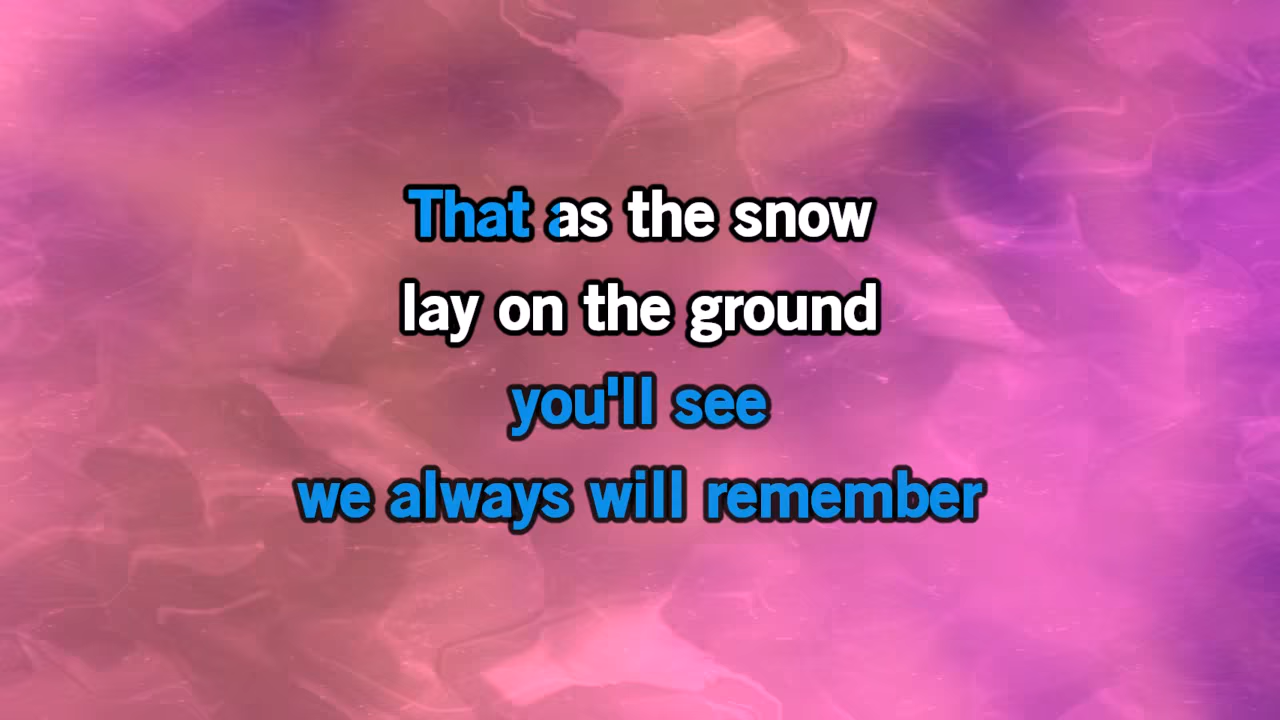 That as the snow
lay on the ground
you'll see
we always will remember